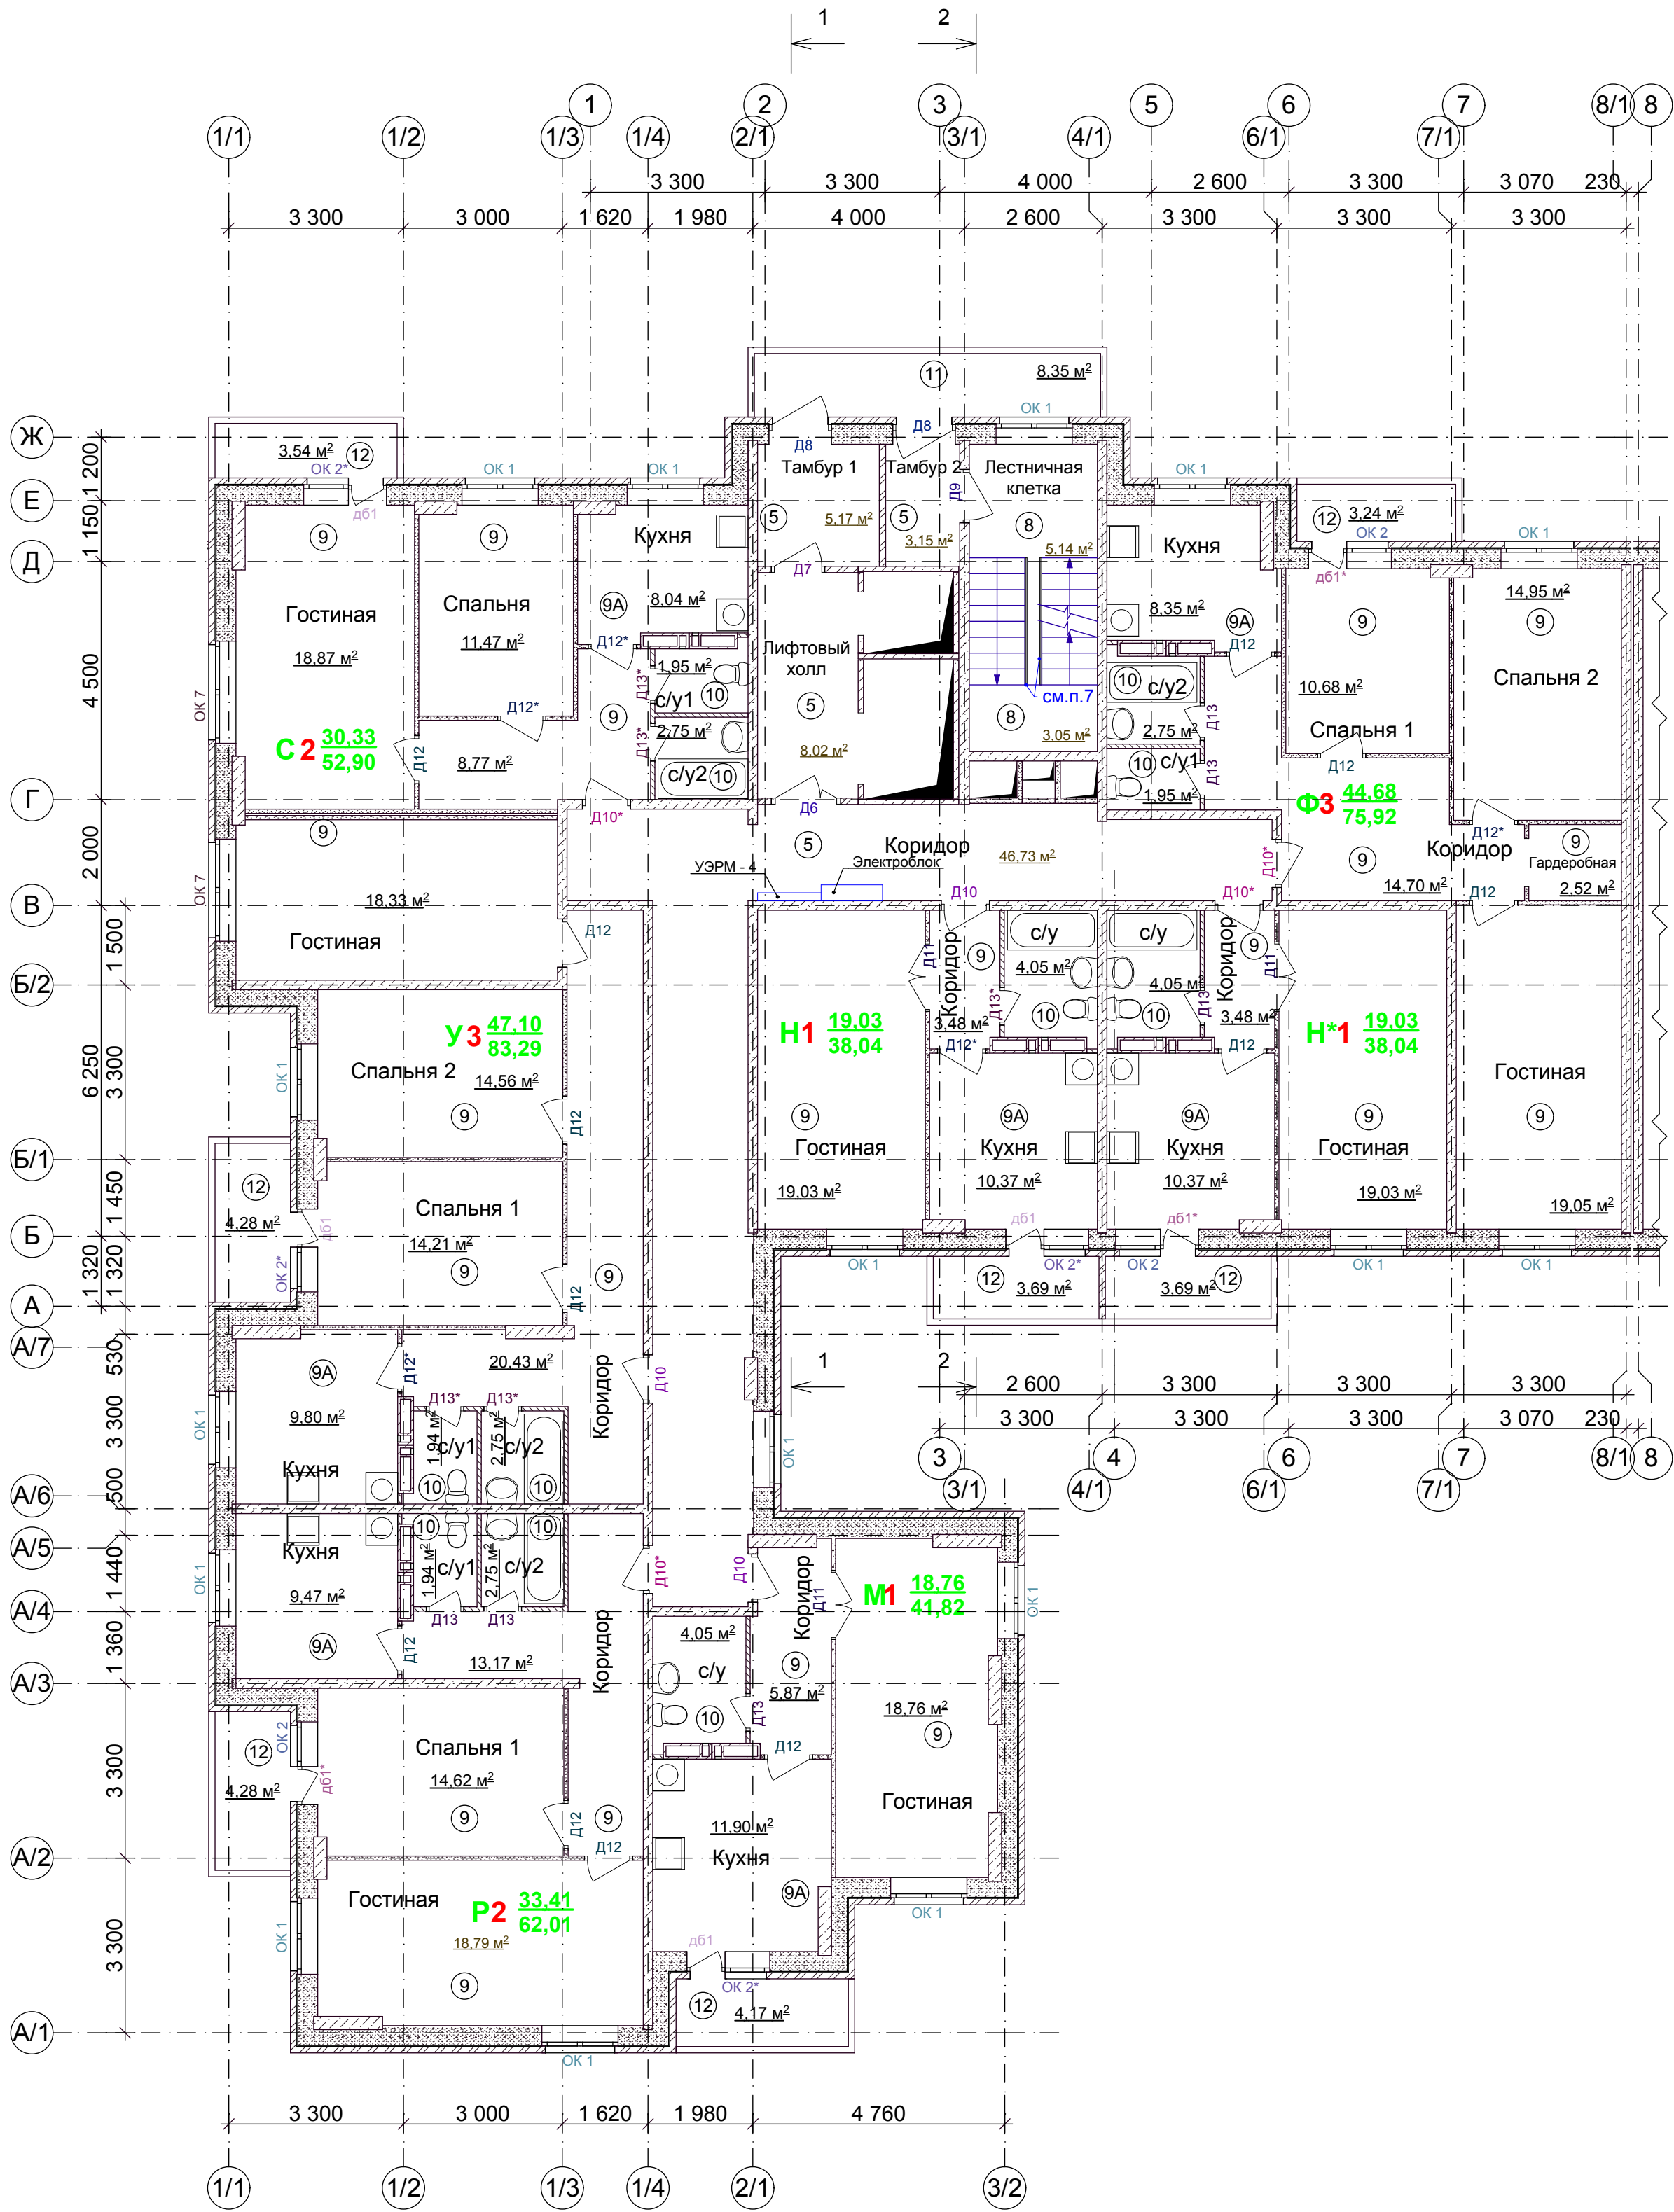 1 2
1 2 3 5 6 7 8/1 8
1/1 1/2 1/3 1/4 2/1 3/1 4/1 6/1 7/1
3 300 3 300 4 000 2 600 3 300 3 070 230
3 300 3 000 1 620 1 980 4 000 2 600 3 300 3 300 3 300
11 8,35 м²
ОК 1
Ж
Д8 Д8
1 200
3,54 м² 12
ОК 2* ОК 1 ОК 1
Тамбур 1 Тамбур 2 Лестничная
клетка
Д9
ОК 1
Е
дб1
5 5,17 м² 5 3,15 м² 8 5,14 м²
12 3,24 м²
ОК 2 ОК 1
1 150
9 9 Кухня
Кухня
Д
Д7
дб1*
Гостиная
18,87 м²
Спальня
11,47 м²
9А 8,04 м²
Д12*
8,35 м² 9А
Д12
9
14,95 м²
9
4 500
Лифтовый
холл
5
8,02 м²
1,95 м²
с/у1 10
Д13*
9
2,75 м²
Д13*
с/у2 10
см.п.7
8
3,05 м²
10 с/у2
2,75 м²
Д13
10 с/у1
Д13
1,95 м²
10,68 м²
Спальня 1
Д12
Спальня 2
ОК 7
С 2 30,33
52,90
Д12
Д12*
8,77 м²
Г
Д10*
Д6
Ф3 44,68
75,92
2 000
9
5 Коридор
46,73 м²
УЭРМ - 4 Электроблок
Д10*
9
Коридор
14,70 м²
Д12*
9
Гардеробная
2,52 м²
Д12
ОК 7
В
18,33 м²
Гостиная
Д12
Д10 Д10*
1 500
Коридор
Д11
9
с/у
4,05 м²
3,48 м²
Д13*
10
Д12*
с/у
4,05 м²
10
Д13
Коридор
9
Д11
3,48 м²
Д12
Б/2
У 3 47,10
83,29
Н1 19,03
38,04
Н*1 19,03
38,04
6 250
3 300
ОК 1
Спальня 2
14,56 м²
9
Д12
9
Гостиная
19,03 м²
9А
Кухня
10,37 м²
9А
Кухня
10,37 м²
9
Гостиная
19,03 м²
Гостиная
9
19,05 м²
Б/1
1 450
12
4,28 м²
дб1
Спальня 1
14,21 м²
9
9
Д12
Б
ОК 2*
1 320 1 320
дб1 дб1*
ОК 1 ОК 2* ОК 2 ОК 1 ОК 1
12 3,69 м² 3,69 м² 12
А
А/7
530
9А
Д12*
20,43 м²
Коридор
Д10
1 2
2 600 3 300 3 300 3 300
3 300 3 300 3 300 3 070 230
3 300
ОК 1
9,80 м²
Кухня
Д13* Д13*
1,94 м²
с/у1
10
2,75 м²
с/у2
10
ОК 1
3 4 6 7 8/1 8
3/1 4/1 6/1 7/1
А/6
500
А/5
1 440
ОК 1
Кухня
9,47 м²
9А
Д12
10
1,94 м²
с/у1
Д13
10
2,75 м²
с/у2
Д13
13,17 м²
Коридор
Д10*
Д10
Коридор
Д11
М1 18,76
41,82
ОК 1
А/4
1 360
4,05 м²
с/у
10
9
5,87 м²
Д13
Д12
18,76 м²
9
Гостиная
А/3
3 300
12
4,28 м²
ОК 2
дб1*
Спальня 1
14,62 м²
9
9
Д12
Д12
11,90 м²
Кухня
9А
А/2
3 300
Гостиная
18,79 м²
9
Р2 33,41
62,01
ОК 1
ОК 1
дб1
ОК 2*
12 4,17 м²
А/1
ОК 1
3 300 3 000 1 620 1 980 4 760
1/1 1/2 1/3 1/4 2/1 3/2